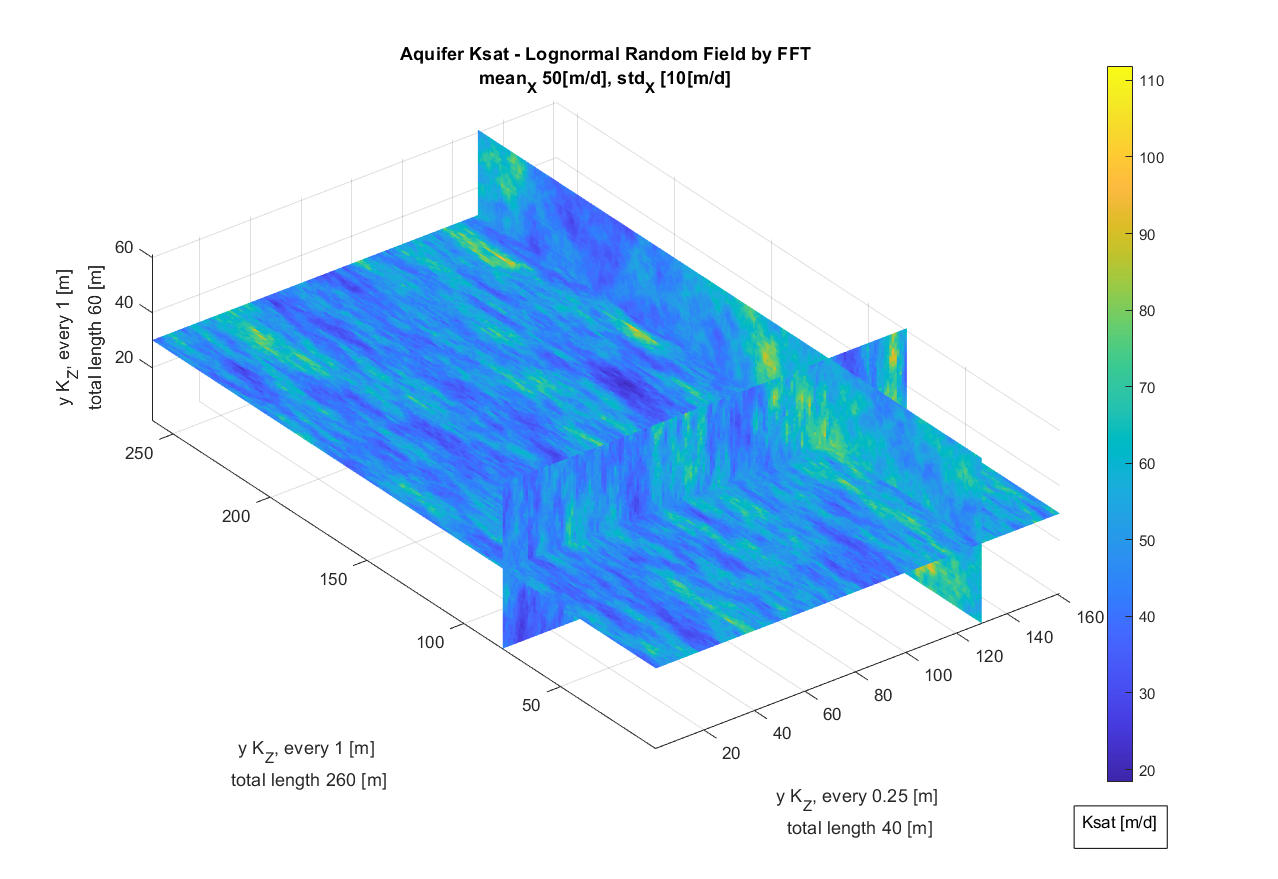 Aquifer Ksat - Lognormal Random Field by FFT
mean_X 50[m/d], std_X [10[m/d]
110
100
90
80
70
60
50
40
30
20
Ksat [m/d]
60
40
20
y K_Z, every 1 [m]
total length 60 [m]
250
200
150
100
50
y K_Z, every 1 [m]
total length 260 [m]
20
40
60
80
100
120
140
160
y K_Z, every 0.25 [m]
total length 40 [m]